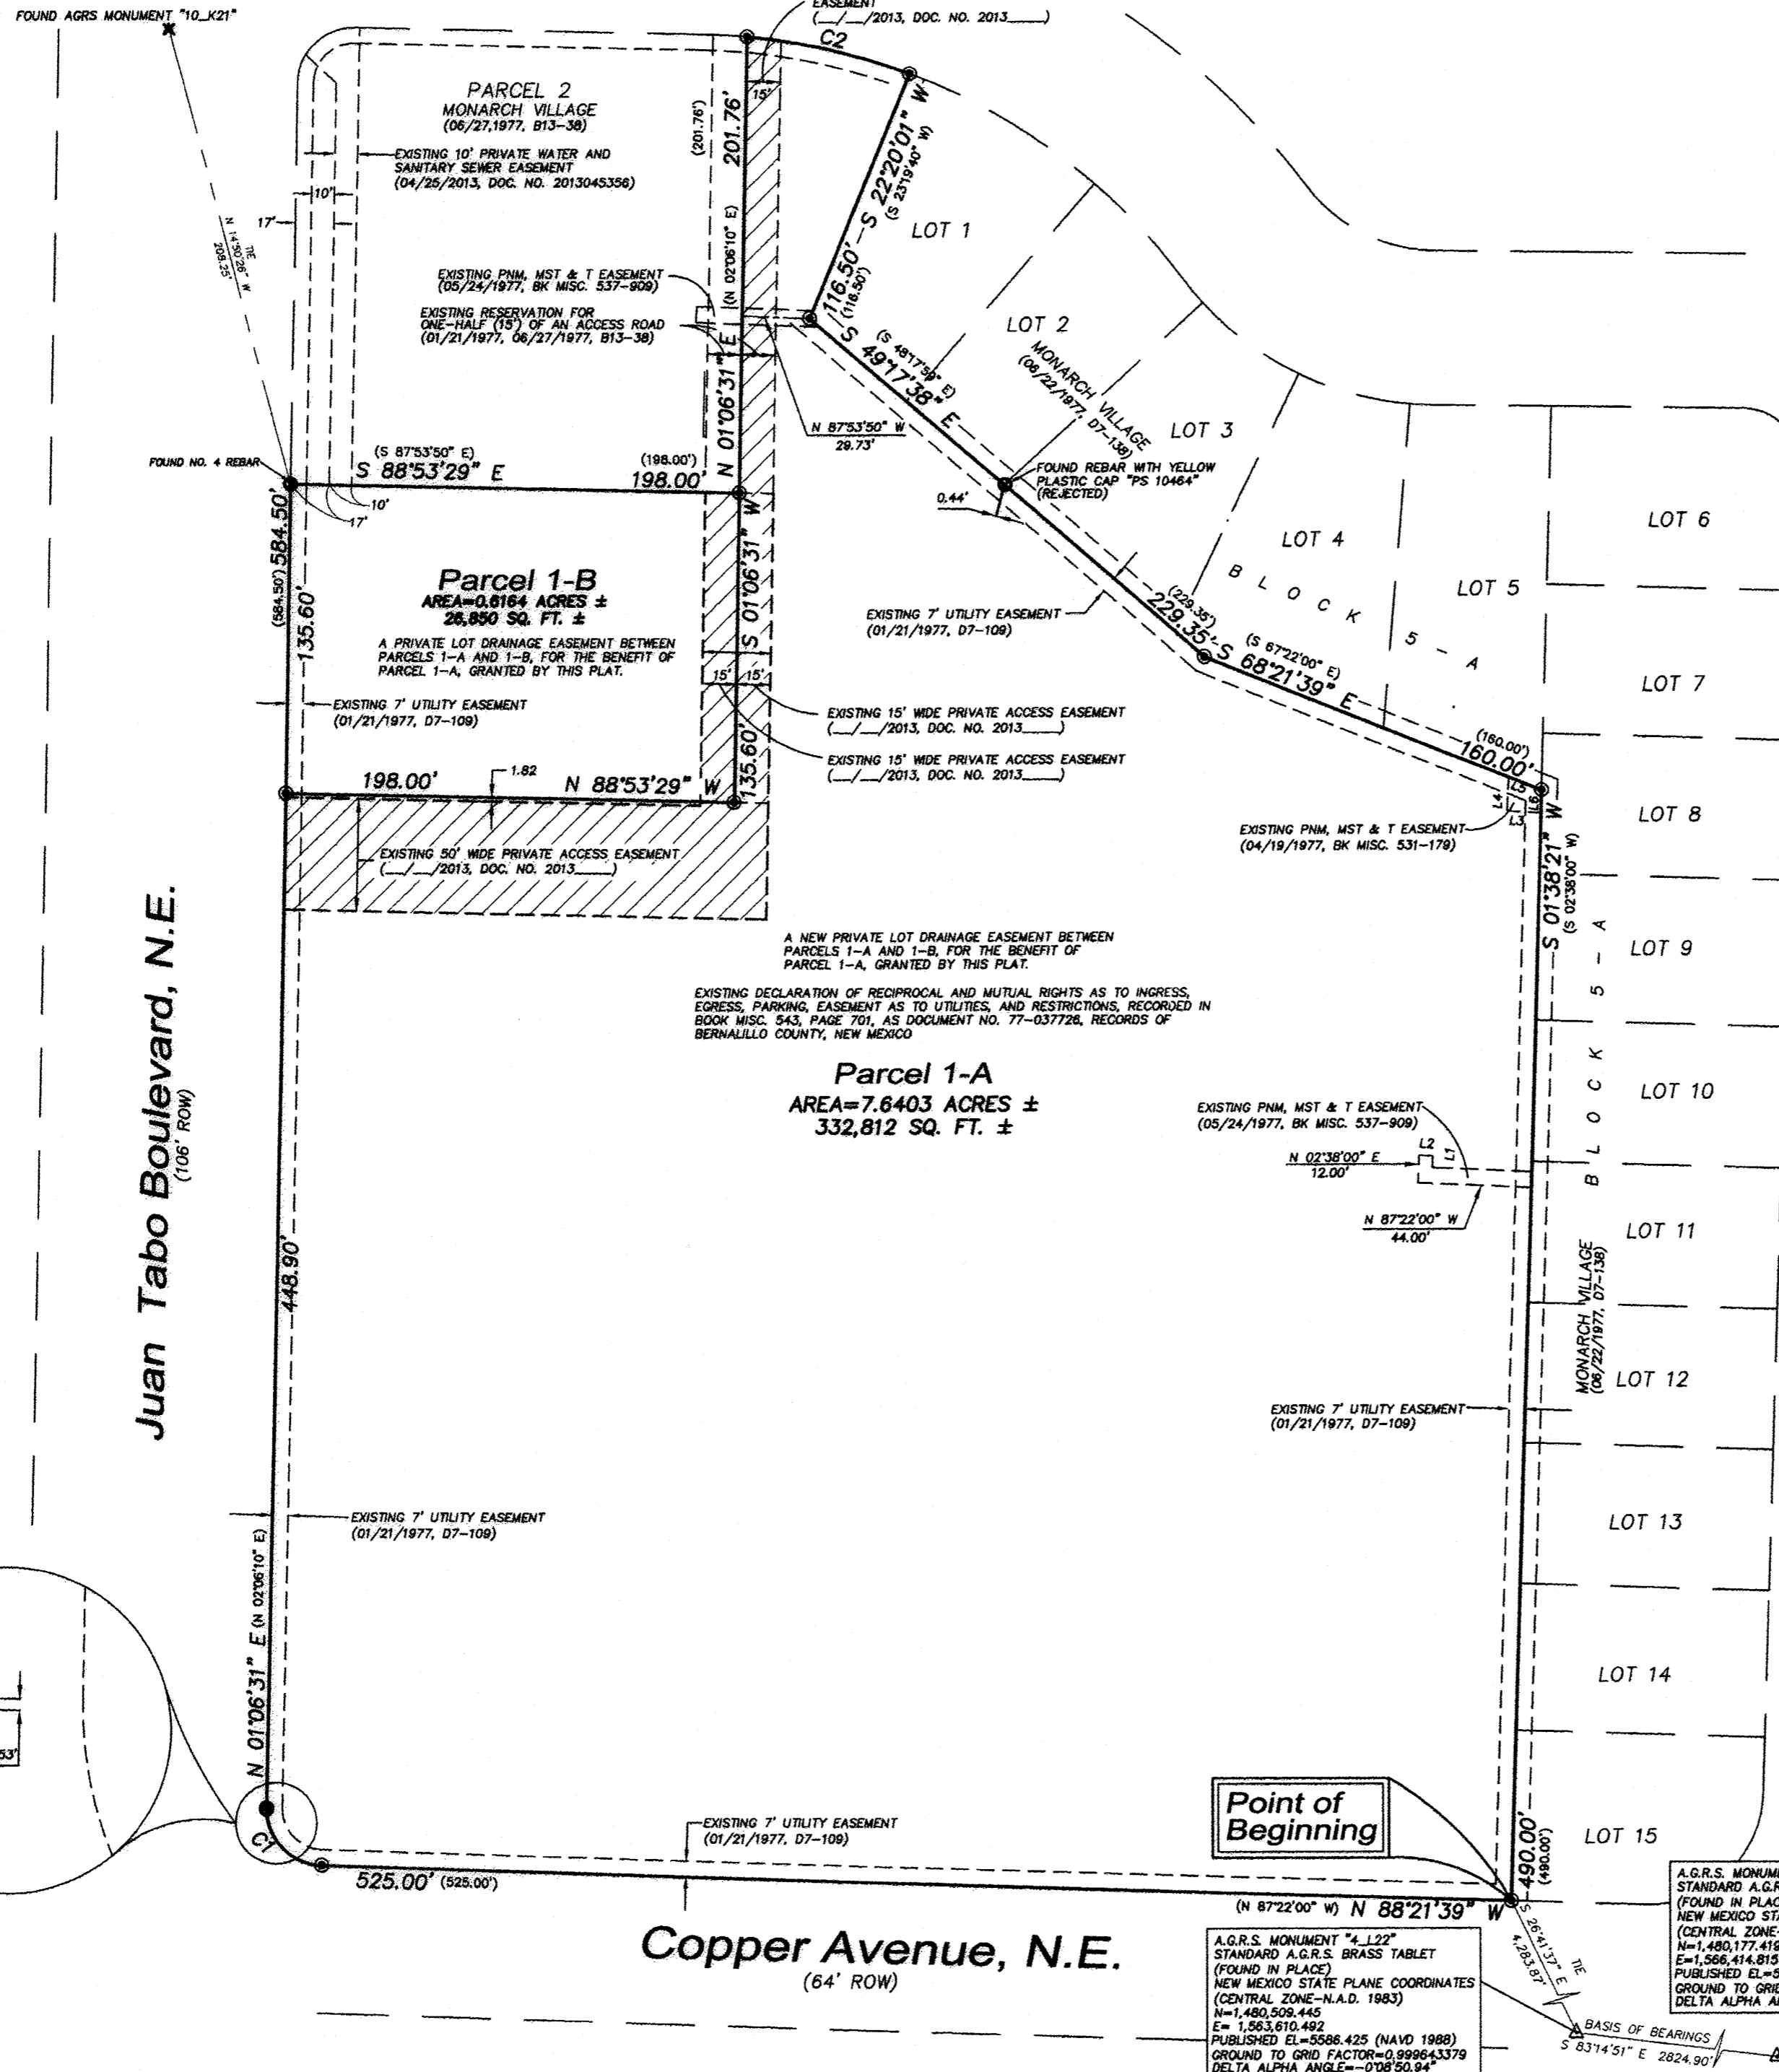 FOUND AGRS MONUMENT "10_K21"
EASEMENT
(__/__/2013, DOC. NO. 2013____)
C2
15'
PARCEL 2
MONARCH VILLAGE
(06/27,1977, B13-38)
EXISTING 10' PRIVATE WATER AND
SANITARY SEWER EASEMENT
(04/25/2013, DOC. NO. 2013045356)
10'
17'
(201.76')
201.76'
S 22°20'01" W
(S 23°19'40" W)
116.50'
(116.50')
LOT 1
TIE
N 14°50'26" W
208.25'
EXISTING PNM, MST & T EASEMENT
(05/24/1977, BK MISC. 537-909)
EXISTING RESERVATION FOR
ONE-HALF (15') OF AN ACCESS ROAD
(01/21/1977, 06/27/1977, B13-38)
(N 02°06'10" E)
N 01°06'31" E
LOT 2
MONARCH VILLAGE
(06/22/1977, D7-138)
(S 48°17'59" E)
S 49°17'38" E
N 87°53'50" W
29.73'
LOT 3
FOUND NO. 4 REBAR
(S 87°53'50" E)
S 88°53'29" E
(198.00')
198.00'
10'
17'
FOUND REBAR WITH YELLOW
PLASTIC CAP "PS 10464"
(REJECTED)
0.44'
LOT 4
LOT 6
(584.50') 584.50'
135.60'
S 01°06'31" W
135.60'
Parcel 1-B
AREA=0.6164 ACRES ±
26,850 SQ. FT. ±
A PRIVATE LOT DRAINAGE EASEMENT BETWEEN
PARCELS 1-A AND 1-B, FOR THE BENEFIT OF
PARCEL 1-A, GRANTED BY THIS PLAT.
EXISTING 7' UTILITY EASEMENT
(01/21/1977, D7-109)
15' 15'
EXISTING 7' UTILITY EASEMENT
(01/21/1977, D7-109)
(229.35')
229.35'
BLOCK 5-A
LOT 5
(S 67°22'00" E)
S 68°21'39" E
LOT 7
EXISTING 15' WIDE PRIVATE ACCESS EASEMENT
(__/__/2013, DOC. NO. 2013____)
EXISTING 15' WIDE PRIVATE ACCESS EASEMENT
(__/__/2013, DOC. NO. 2013____)
(160.00')
160.00'
198.00'
1.82
N 88°53'29" W
L5
L4
L6
L3
EXISTING PNM, MST & T EASEMENT
(04/19/1977, BK MISC. 531-179)
LOT 8
EXISTING 50' WIDE PRIVATE ACCESS EASEMENT
(__/__/2013, DOC. NO. 2013____)
S 01°38'21" W
(S 02°38'00" W)
LOT 9
A NEW PRIVATE LOT DRAINAGE EASEMENT BETWEEN
PARCELS 1-A AND 1-B, FOR THE BENEFIT OF
PARCEL 1-A, GRANTED BY THIS PLAT.
EXISTING DECLARATION OF RECIPROCAL AND MUTUAL RIGHTS AS TO INGRESS,
EGRESS, PARKING, EASEMENT AS TO UTILITIES, AND RESTRICTIONS, RECORDED IN
BOOK MISC. 543, PAGE 701, AS DOCUMENT NO. 77-037726, RECORDS OF
BERNALILLO COUNTY, NEW MEXICO
Parcel 1-A
AREA=7.6403 ACRES ±
332,812 SQ. FT. ±
Juan Tabo Boulevard, N.E.
(106' ROW)
BLOCK 5-A
LOT 10
EXISTING PNM, MST & T EASEMENT
(05/24/1977, BK MISC. 537-909)
L2
L1
N 02°38'00" E
12.00'
N 87°22'00" W
44.00'
LOT 11
MONARCH VILLAGE
(06/22/1977, D7-138)
448.90'
LOT 12
EXISTING 7' UTILITY EASEMENT
(01/21/1977, D7-109)
LOT 13
EXISTING 7' UTILITY EASEMENT
(01/21/1977, D7-109)
N 01°06'31" E (N 02°06'10" E)
LOT 14
53'
C1
Point of
Beginning
EXISTING 7' UTILITY EASEMENT
(01/21/1977, D7-109)
490.00'
(490.00')
LOT 15
525.00' (525.00')
(N 87°22'00" W) N 88°21'39" W
Copper Avenue, N.E.
(64' ROW)
A.G.R.S. MONUMENT "4_L22"
STANDARD A.G.R.S. BRASS TABLET
(FOUND IN PLACE)
NEW MEXICO STATE PLANE COORDINATES
(CENTRAL ZONE-N.A.D. 1983)
N=1,480,509.445
E= 1,563,610.492
PUBLISHED EL=5586.425 (NAVD 1988)
GROUND TO GRID FACTOR=0.999643379
DELTA ALPHA ANGLE=-0°08'50.94"
S 26°41'37" E
4,283.87'
TIE
A.G.R.S. MONUME
STANDARD A.G.R
(FOUND IN PLAC
NEW MEXICO STA
(CENTRAL ZONE-
N=1,480,177.419
E=1,566,414.815
PUBLISHED EL=5
GROUND TO GRI
DELTA ALPHA A
BASIS OF BEARINGS
S 83°14'51" E 2824.90'